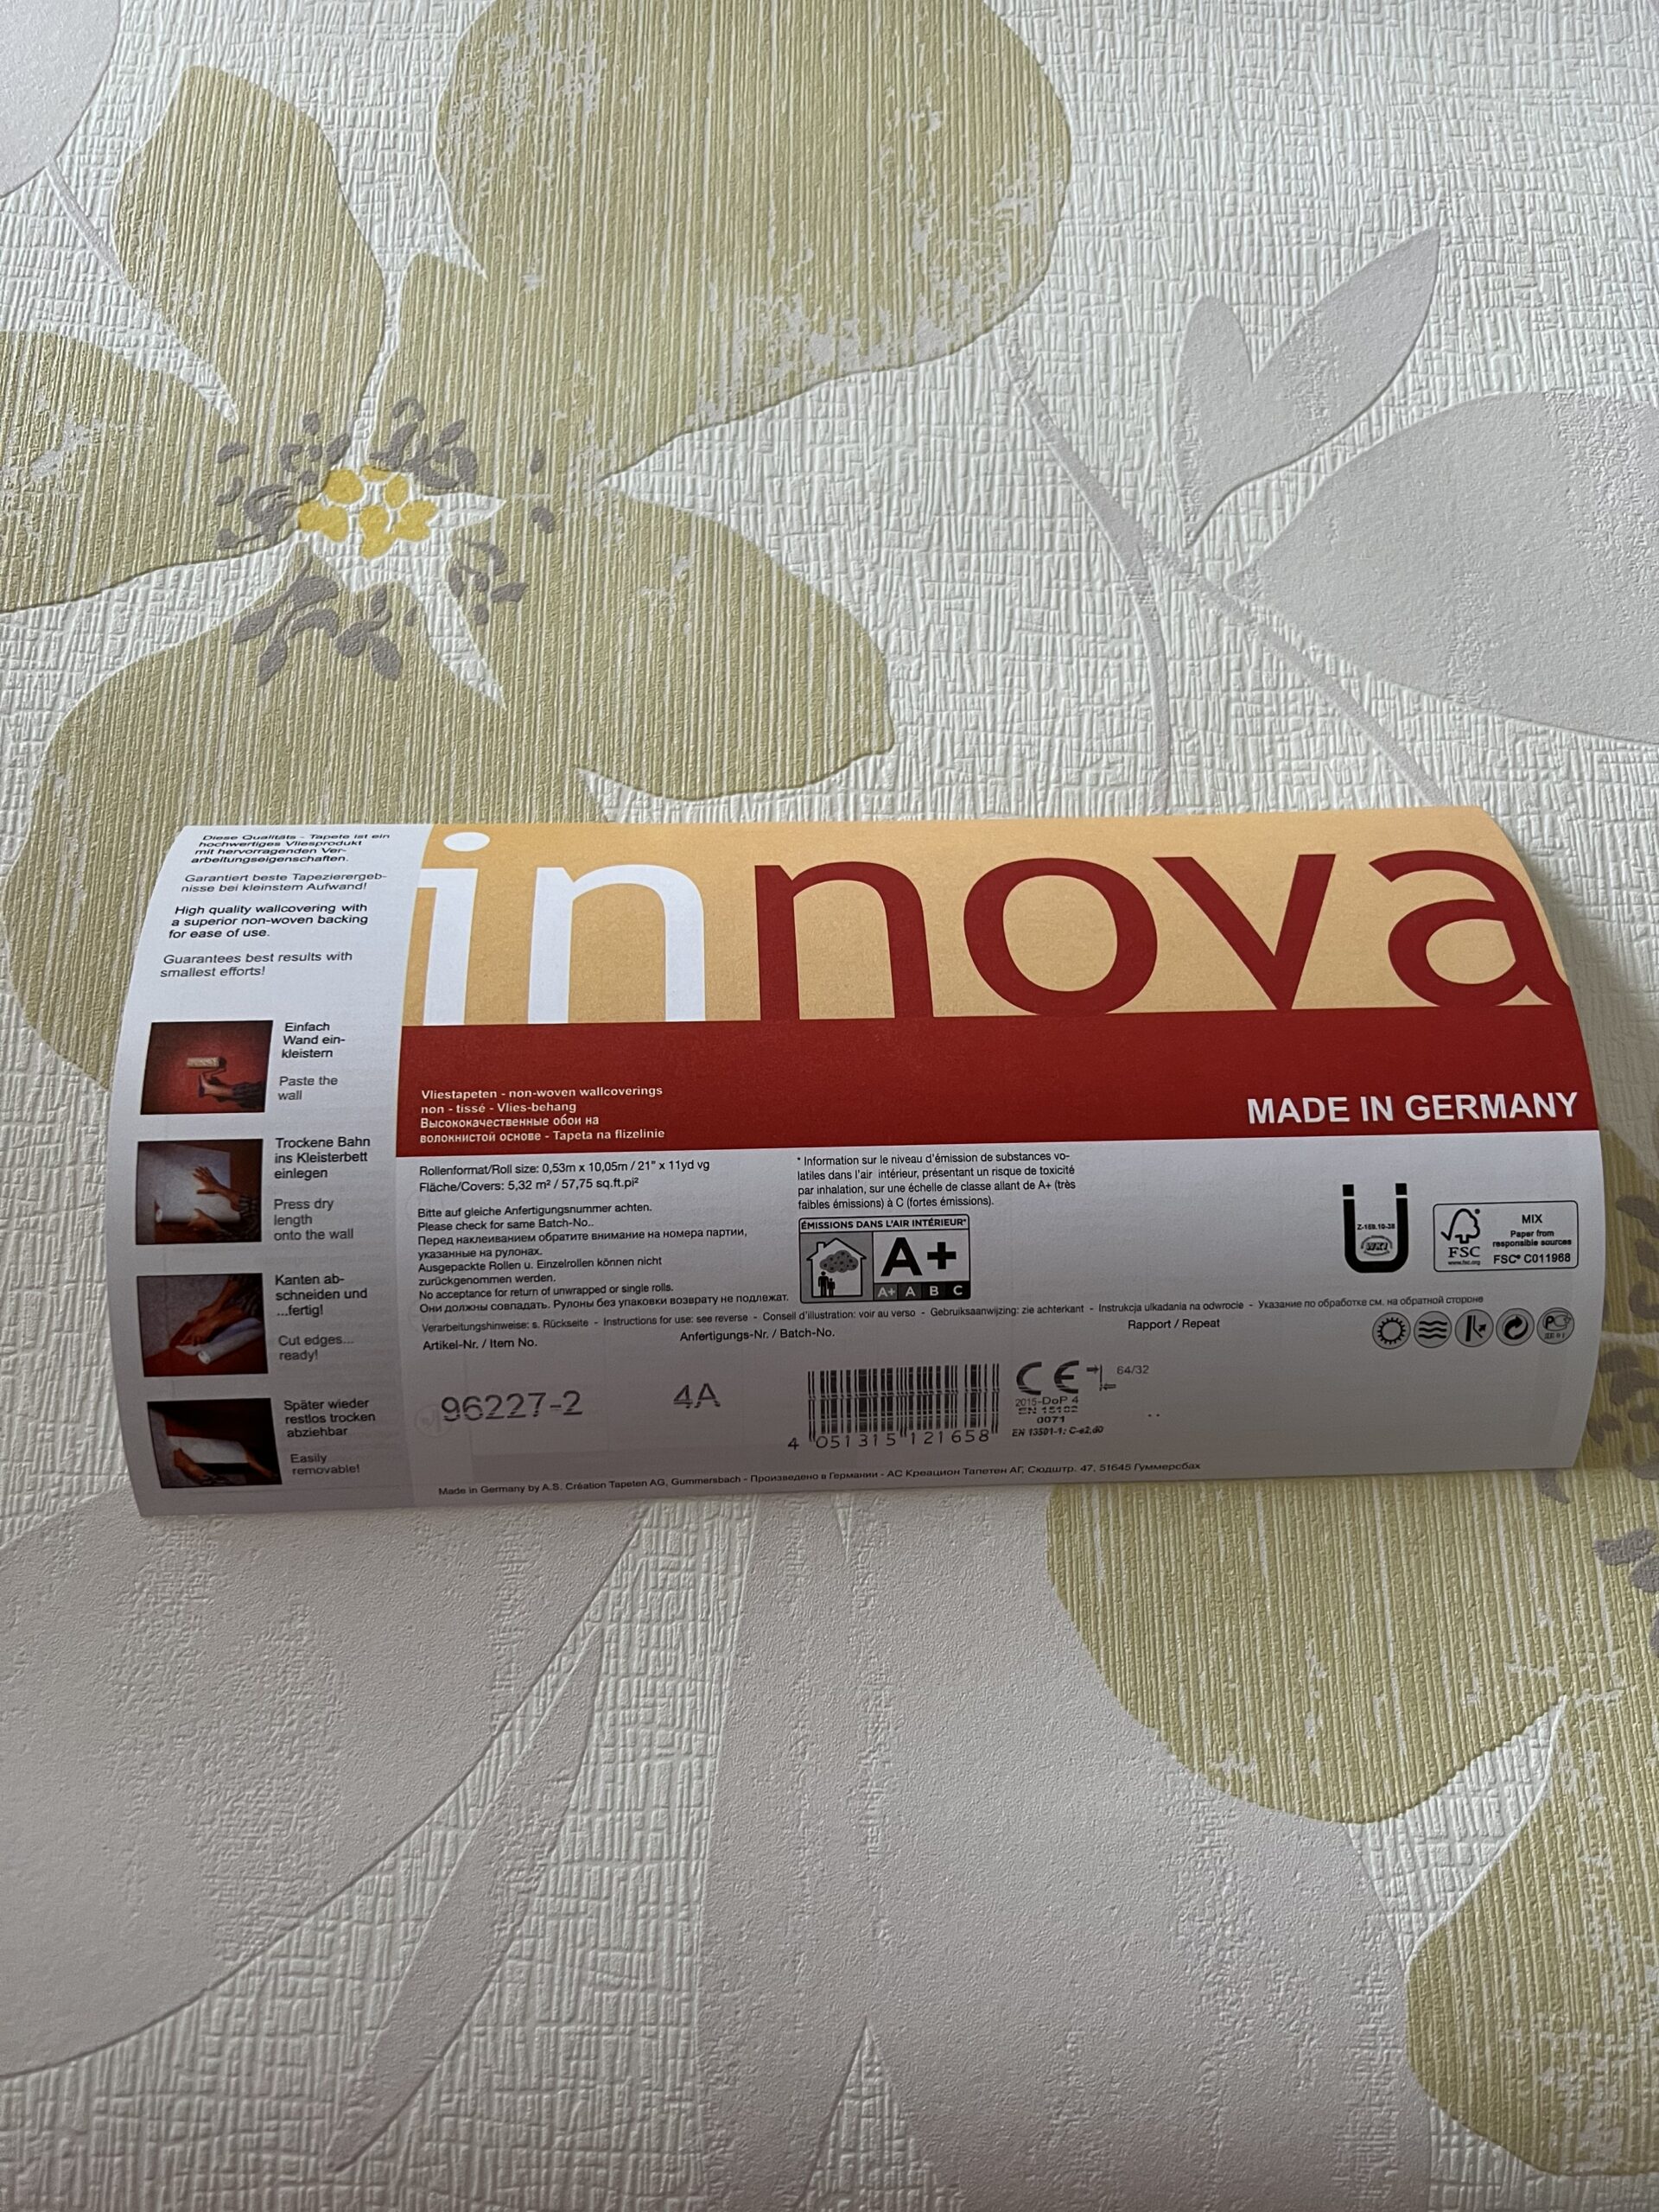 Diese Qualitäts - Tapete ist ein
hochwertiges Vliesprodukt
mit hervorragenden Ver-
arbeitungseigenschaften.
Garantiert beste Tapezierergeb-
nisse bei kleinstem Aufwand!
High quality wallcovering with
a superior non-woven backing
for ease of use.
Guarantees best results with
smallest efforts!
Einfach
Wand ein-
kleistern
Paste the
wall
Trockene Bahn
ins Kleisterbett
einlegen
Press dry
length
onto the wall
Kanten ab-
schneiden und
...fertig!
Cut edges...
ready!
Später wieder
restlos trocken
abziehbar
Easily
removable!
innova
Vliestapeten - non-woven wallcoverings
non - tissé - Vlies-behang
Высококачественные обои на
волокнистой основе - Tapeta na flizelinie
MADE IN GERMANY
Rollenformat/Roll size: 0,53m x 10,05m / 21" x 11yd vg
Fläche/Covers: 5,32 m² / 57,75 sq.ft.pi²
Bitte auf gleiche Anfertigungsnummer achten.
Please check for same Batch-No..
Перед наклеиванием обратите внимание на номера партии,
указанные на рулонах.
Ausgepackte Rollen u. Einzelrollen können nicht
zurückgenommen werden.
No acceptance for return of unwrapped or single rolls.
Они должны совпадать. Рулоны без упаковки возврату не подлежат.
* Information sur le niveau d'émission de substances vo-
latiles dans l'air intérieur, présentant un risque de toxicité
par inhalation, sur une échelle de classe allant de A+ (très
faibles émissions) à C (fortes émissions).
ÉMISSIONS DANS L'AIR INTÉRIEUR*
A+
A+ A B C
Z-159.10-38
WKI
FSC
www.fsc.org
MIX
Paper from
responsible sources
FSC® C011968
Verarbeitungshinweise: s. Rückseite - Instructions for use: see reverse - Conseil d'illustration: voir au verso - Gebruiksaanwijzing: zie achterkant - Instrukcja ulkadania na odwrocie - Указание по обработке см. на обратной стороне
Artikel-Nr. / Item No.
Anfertigungs-Nr. / Batch-No.
Rapport / Repeat
96227-2
4A
4 051315 121658
CE
64/32
2015-DoP 4
EN 15102
0071
EN 13501-1: C-s2,d0
Made in Germany by A.S. Création Tapeten AG, Gummersbach - Произведено в Германии - АС Креацион Тапетен АГ, Сюдштр. 47, 51645 Гуммерсбах